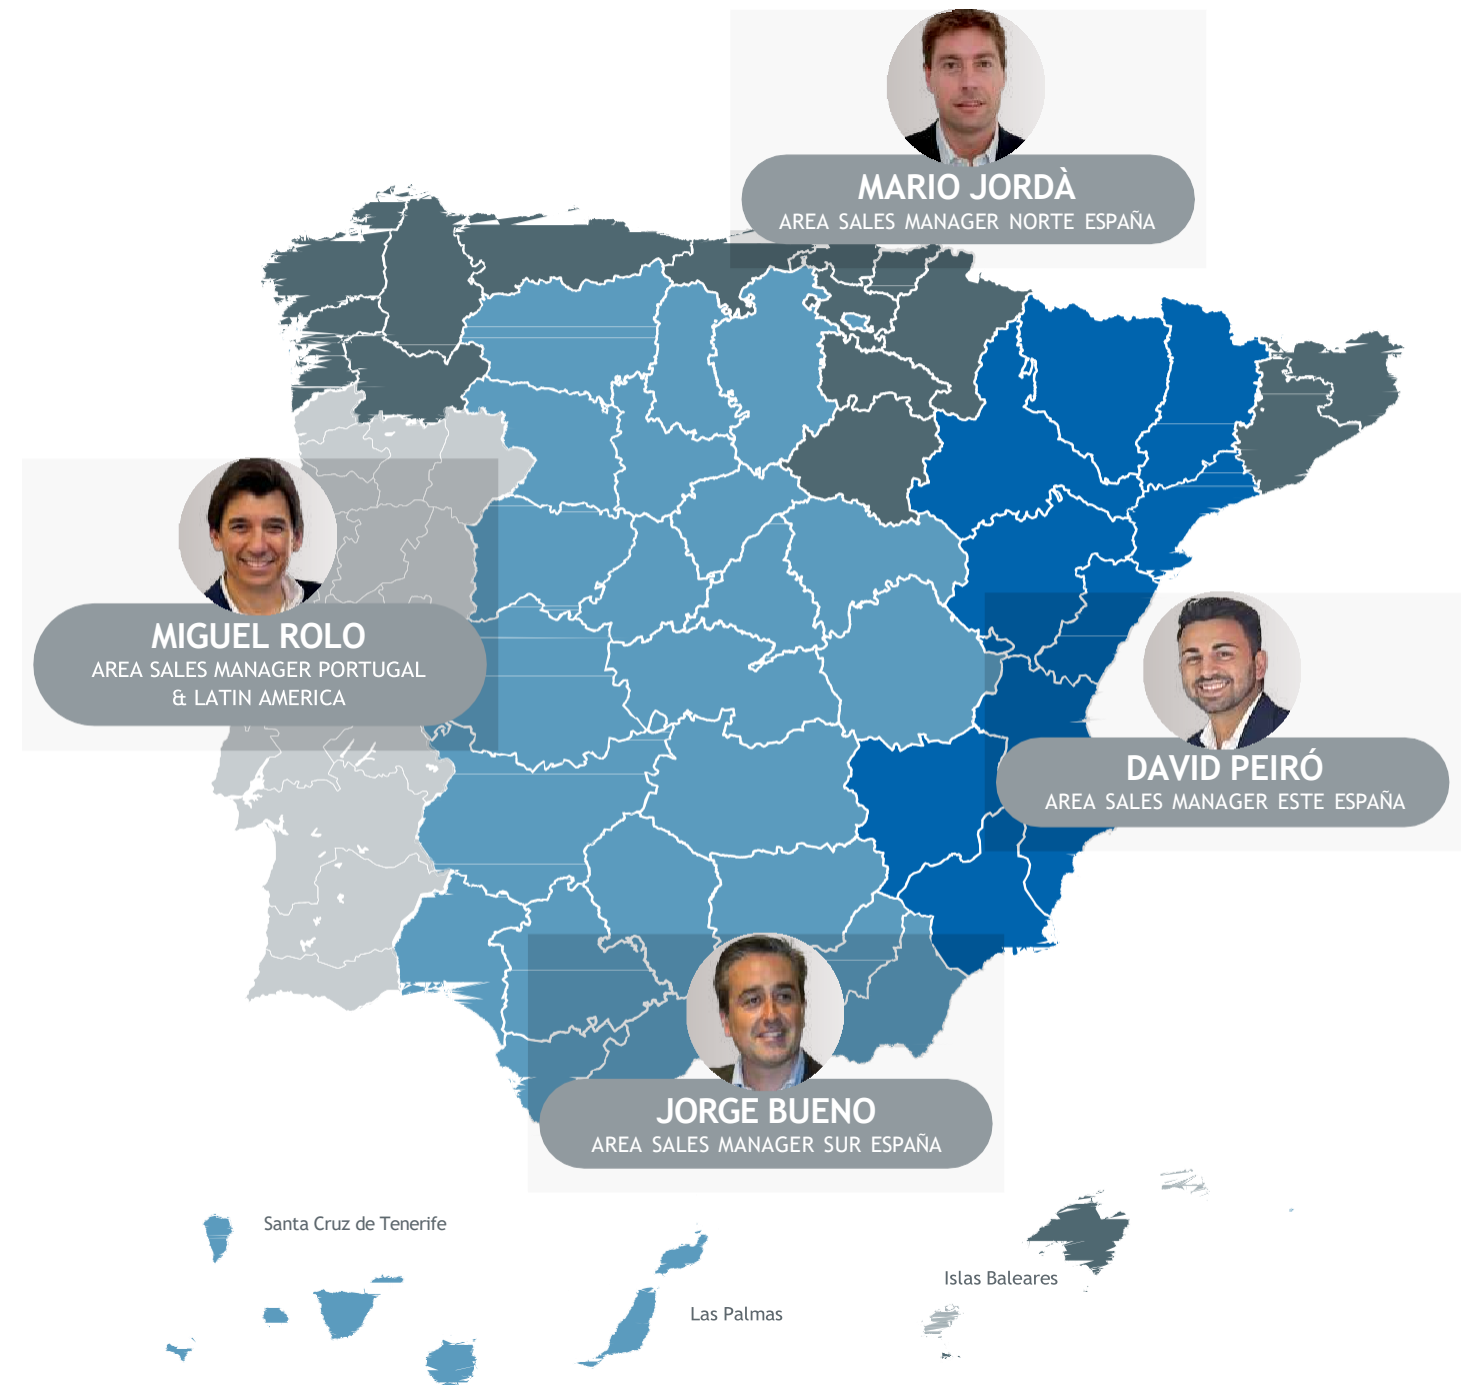 MARIO JORDÀ
AREA SALES MANAGER NORTE ESPAÑA
MIGUEL ROLO
AREA SALES MANAGER PORTUGAL
& LATIN AMERICA
DAVID PEIRÓ
AREA SALES MANAGER ESTE ESPAÑA
JORGE BUENO
AREA SALES MANAGER SUR ESPAÑA
Santa Cruz de Tenerife
Islas Baleares
Las Palmas